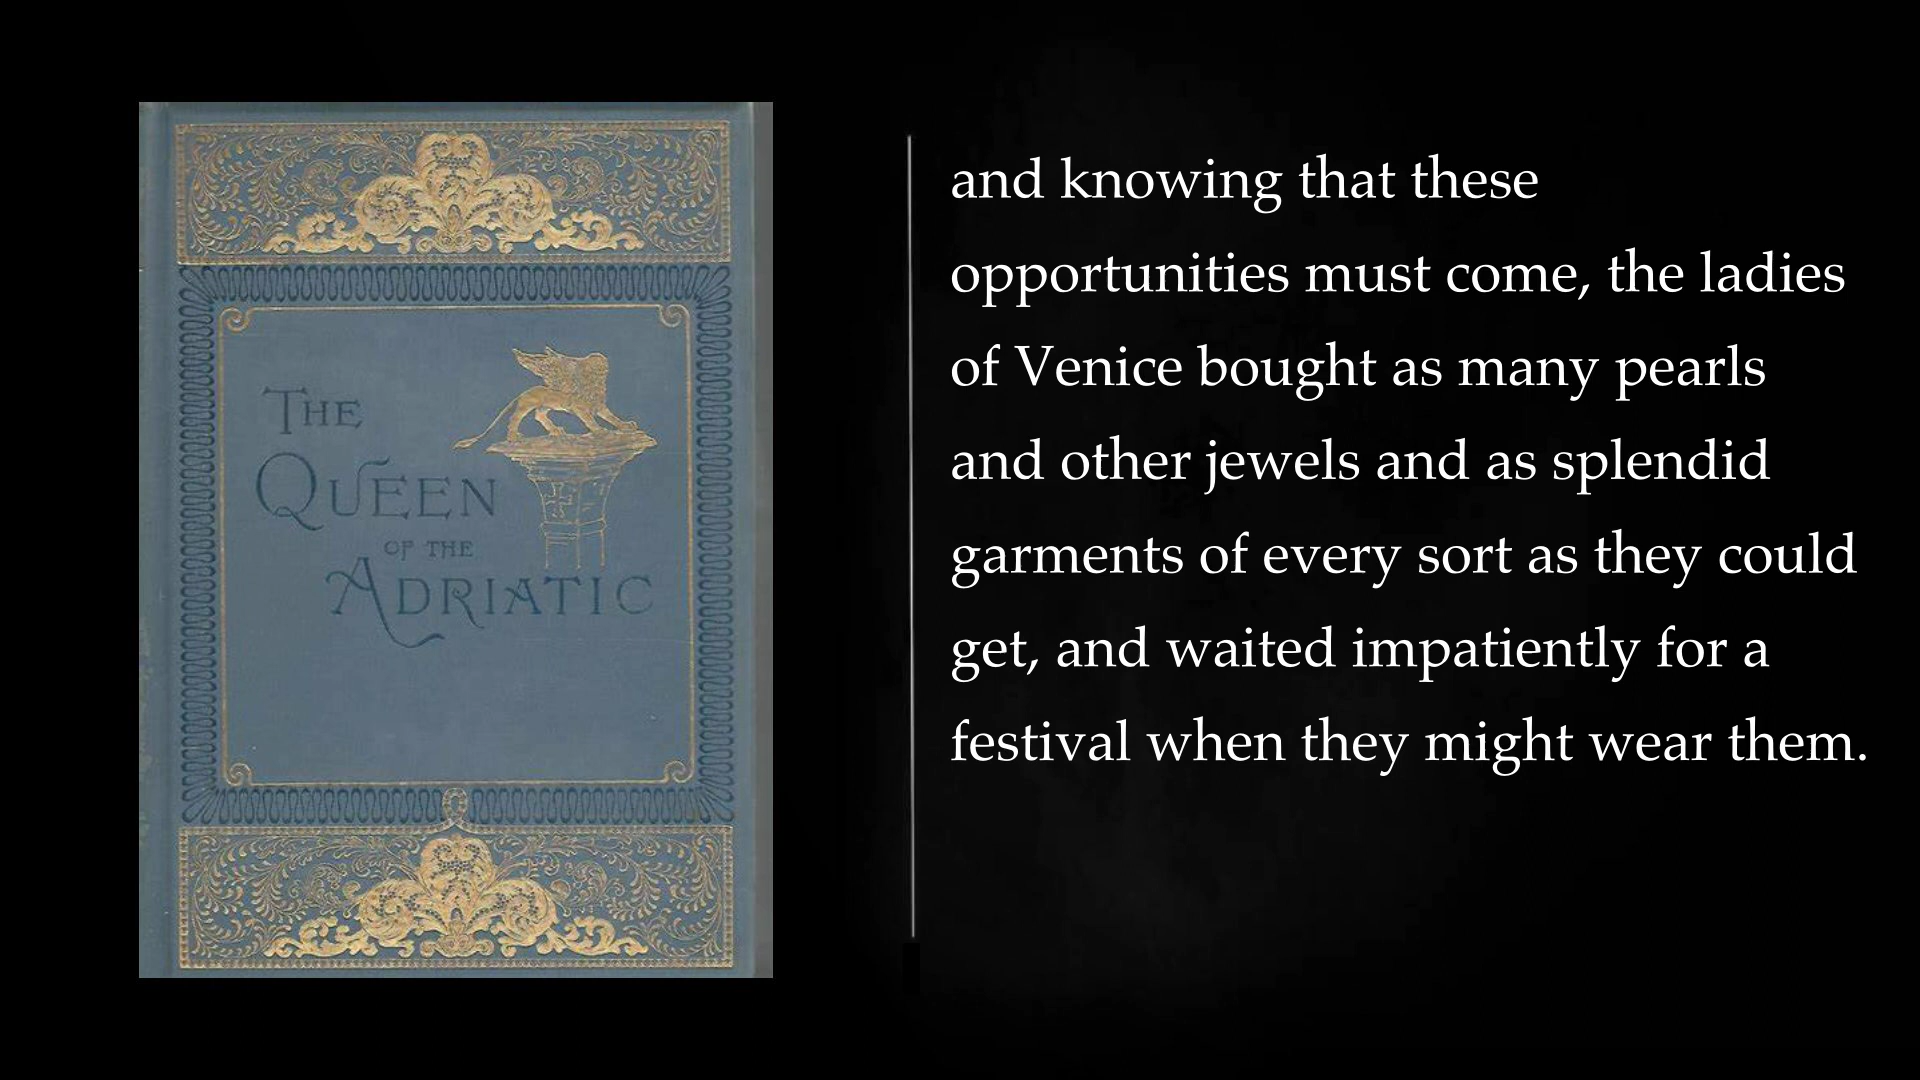 The
Queen
of the
Adriatic
and knowing that these
opportunities must come, the ladies
of Venice bought as many pearls
and other jewels and as splendid
garments of every sort as they could
get, and waited impatiently for a
festival when they might wear them.